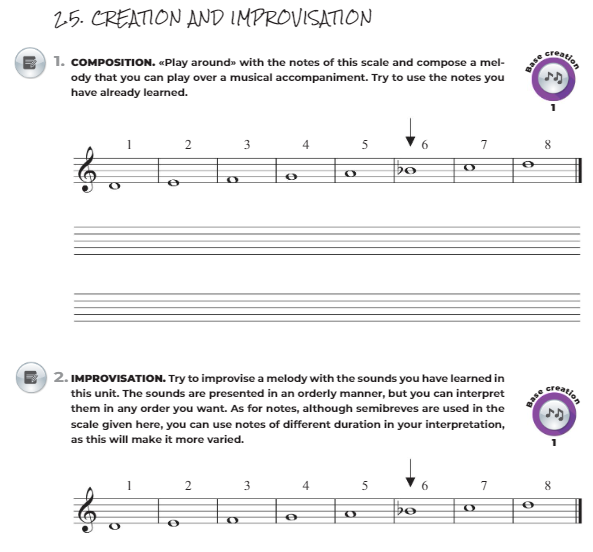 2.5. CREATION AND IMPROVISATION
1. COMPOSITION. «Play around» with the notes of this scale and compose a mel-
ody that you can play over a musical accompaniment. Try to use the notes you
have already learned.
Base creation
1
1 2 3 4 5 6 7 8
2. IMPROVISATION. Try to improvise a melody with the sounds you have learned in
this unit. The sounds are presented in an orderly manner, but you can interpret
them in any order you want. As for notes, although semibreves are used in the
scale given here, you can use notes of different duration in your interpretation,
as this will make it more varied.
Base creation
1
1 2 3 4 5 6 7 8